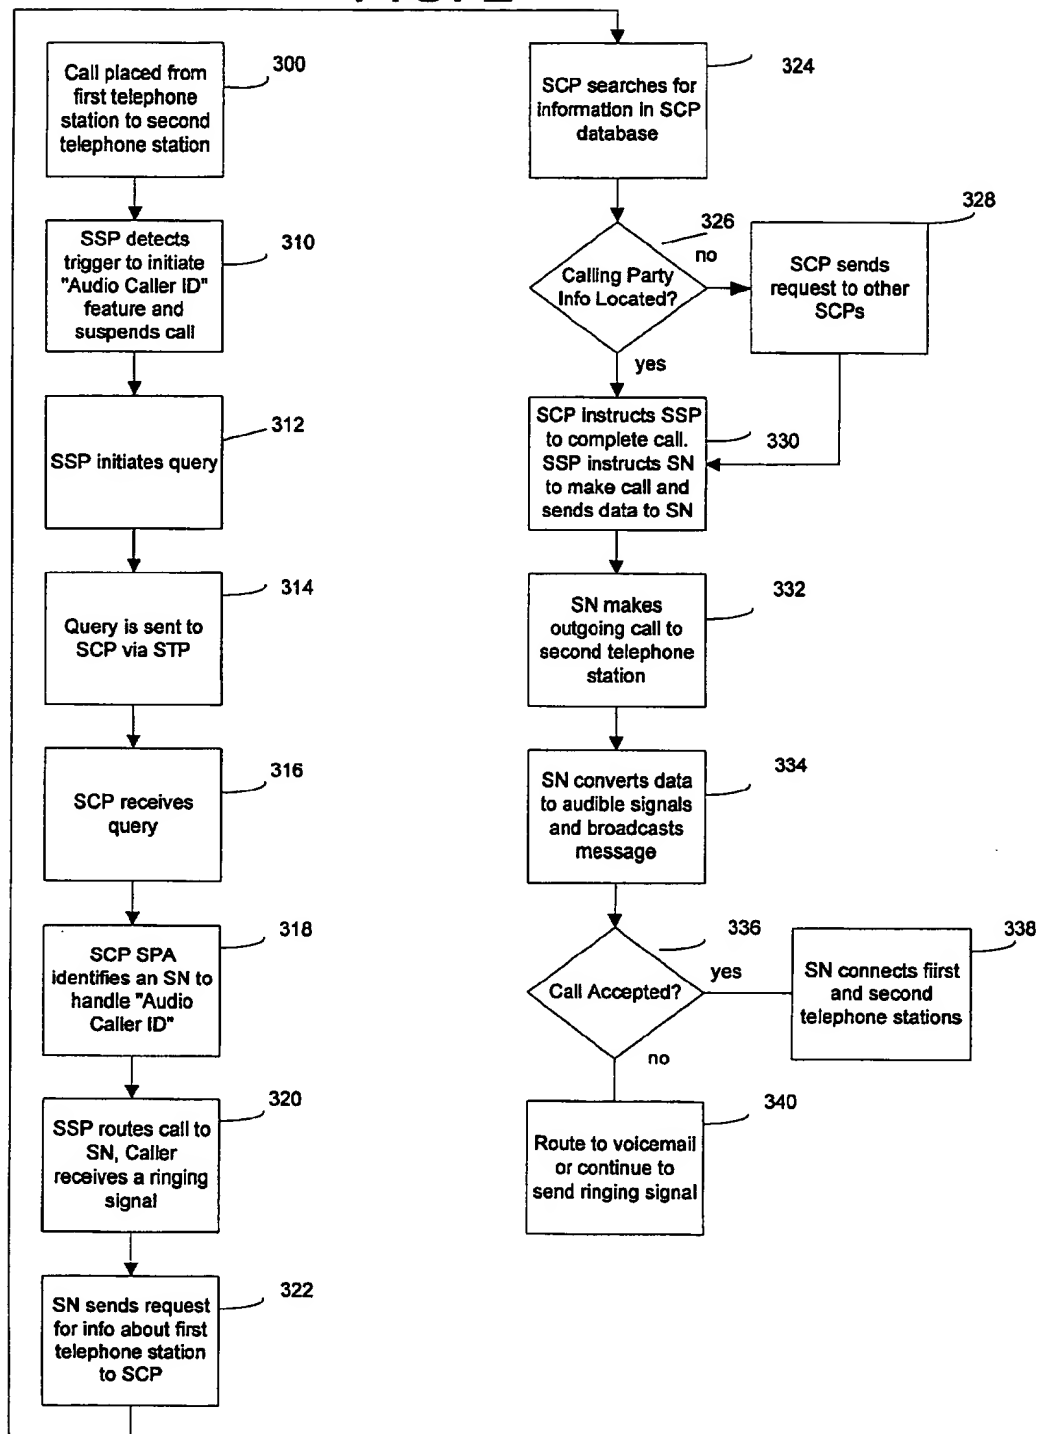 300
Call placed from
first telephone
station to second
telephone station
310
SSP detects
trigger to initiate
"Audio Caller ID"
feature and
suspends call
312
SSP initiates query
314
Query is sent to
SCP via STP
316
SCP receives
query
318
SCP SPA
identifies an SN to
handle "Audio
Caller ID"
320
SSP routes call to
SN, Caller
receives a ringing
signal
322
SN sends request
for info about first
telephone station
to SCP
324
SCP searches for
information in SCP
database
326
Calling Party
Info Located?
no
yes
328
SCP sends
request to other
SCPs
330
SCP instructs SSP
to complete call.
SSP instructs SN
to make call and
sends data to SN
332
SN makes
outgoing call to
second telephone
station
334
SN converts data
to audible signals
and broadcasts
message
336
Call Accepted?
yes
no
338
SN connects fiirst
and second
telephone stations
340
Route to voicemail
or continue to
send ringing signal